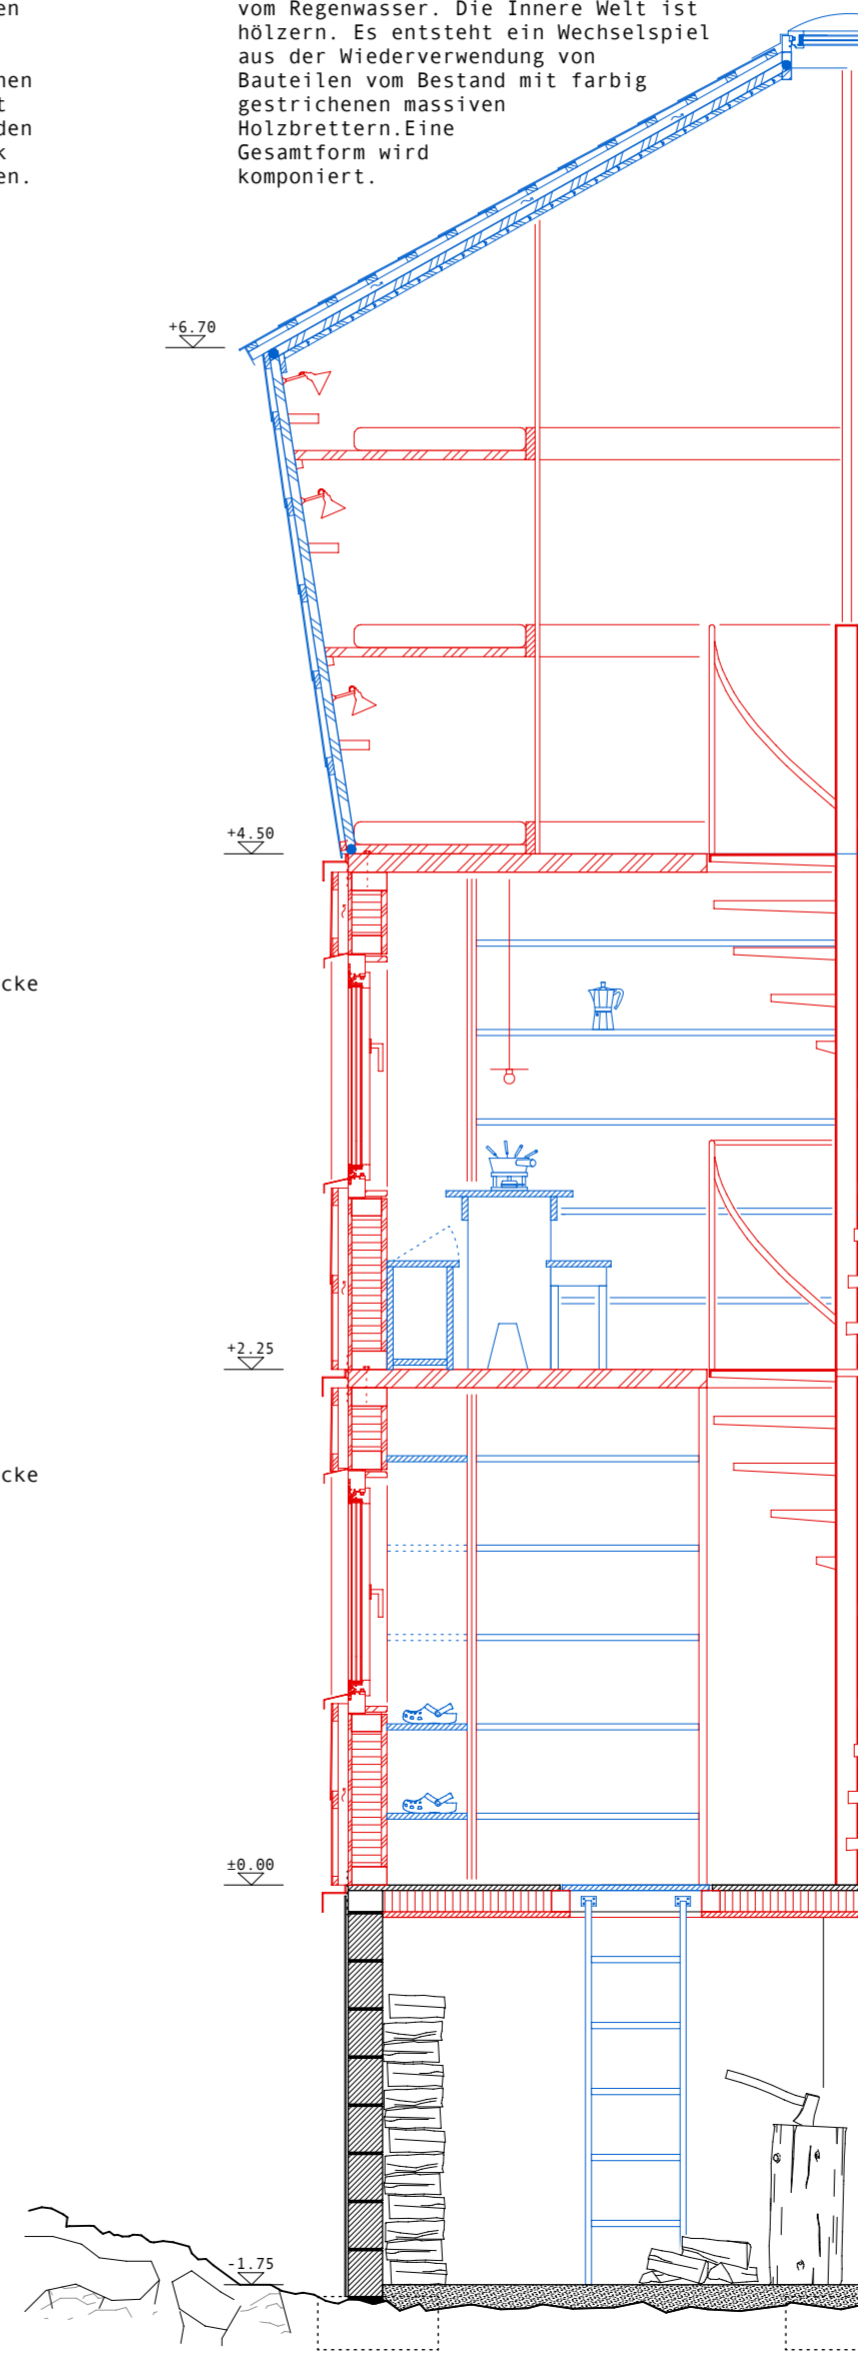 vom Regenwasser. Die Innere Welt ist
hölzern. Es entsteht ein Wechselspiel
aus der Wiederverwendung von
Bauteilen vom Bestand mit farbig
gestrichenen massiven
Holzbrettern.Eine
Gesamtform wird
komponiert.
+6.70
+4.50
+2.25
±0.00
-1.75